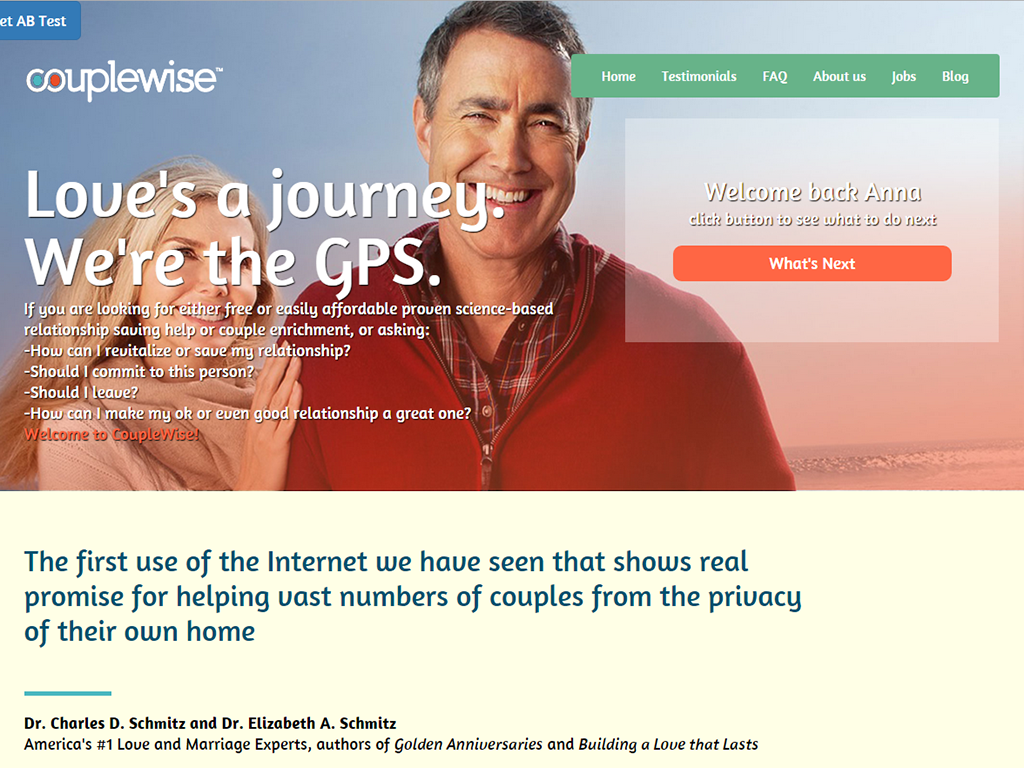 et AB Test
couplewise™
Home Testimonials FAQ About us Jobs Blog
Love's a journey.
We're the GPS.
If you are looking for either free or easily affordable proven science-based
relationship saving help or couple enrichment, or asking:
-How can I revitalize or save my relationship?
-Should I commit to this person?
-Should I leave?
-How can I make my ok or even good relationship a great one?
Welcome to CoupleWise!
Welcome back Anna
click button to see what to do next
What's Next
The first use of the Internet we have seen that shows real
promise for helping vast numbers of couples from the privacy
of their own home
Dr. Charles D. Schmitz and Dr. Elizabeth A. Schmitz
America's #1 Love and Marriage Experts, authors of Golden Anniversaries and Building a Love that Lasts